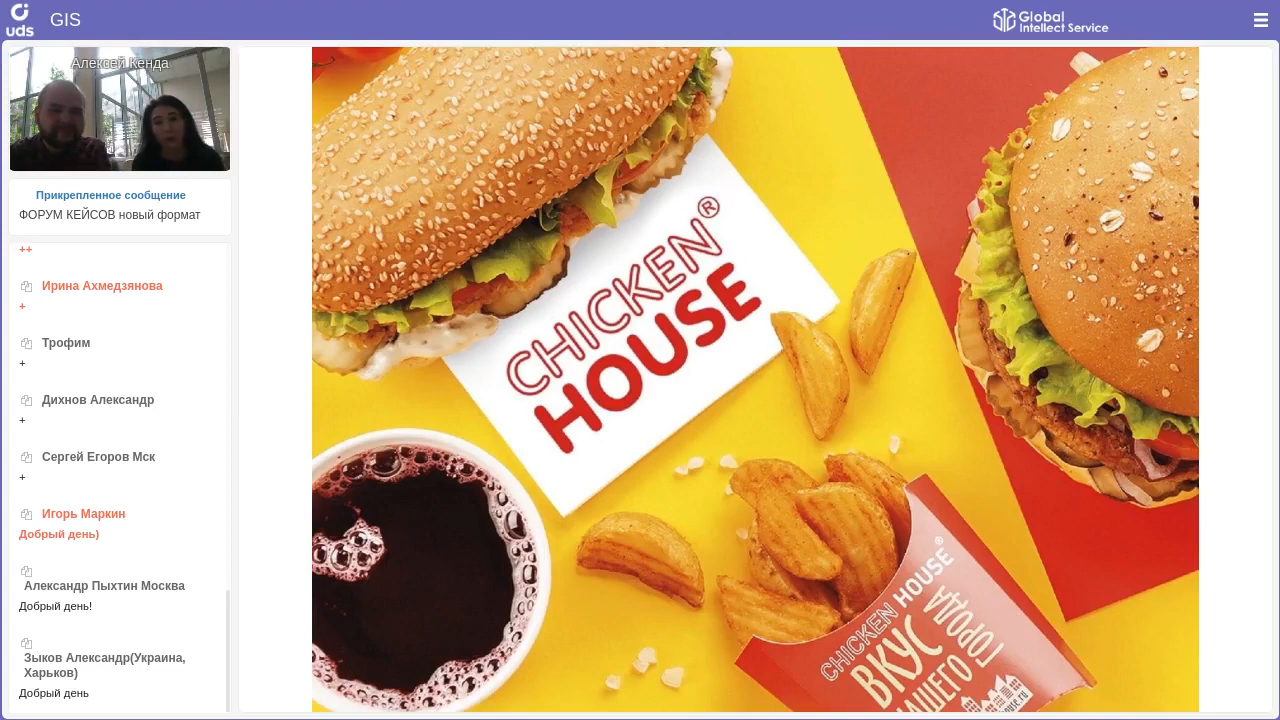 uds
GIS
Global
Intellect Service
Алексей Кенда
Прикрепленное сообщение
ФОРУМ КЕЙСОВ новый формат
++
Ирина Ахмедзянова
+
Трофим
+
Дихнов Александр
+
Сергей Егоров Мск
+
Игорь Маркин
Добрый день)
Александр Пыхтин Москва
Добрый день!
Зыков Александр(Украина,
Харьков)
Добрый день
CHICKEN®
HOUSE
CHICKEN HOUSE®
ВКУС
НАШЕГО
ГОРОДА